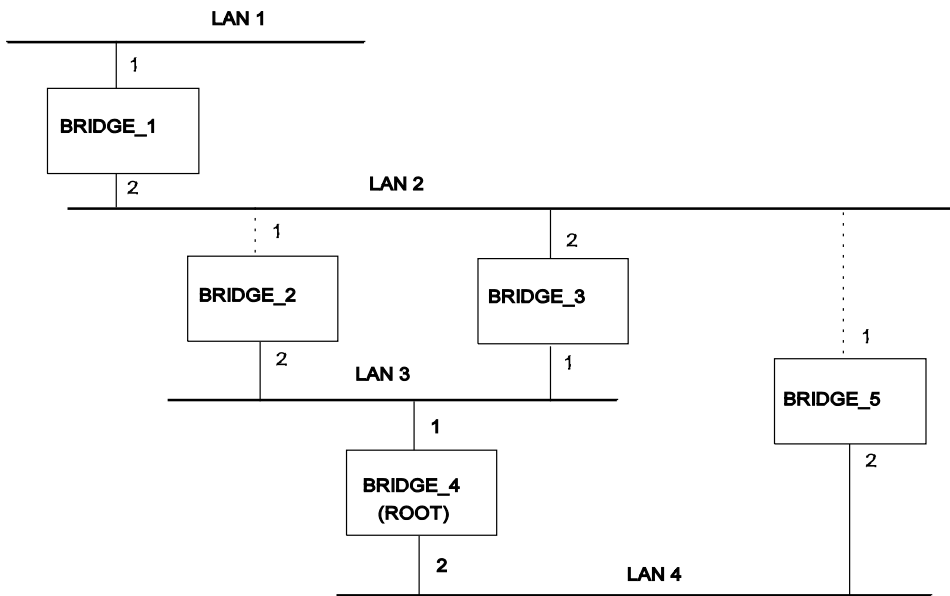 LAN 1
1
BRIDGE_1
2
LAN 2
1
2
BRIDGE_2
BRIDGE_3
1
2
1
LAN 3
BRIDGE_5
1
2
BRIDGE_4
(ROOT)
2
LAN 4